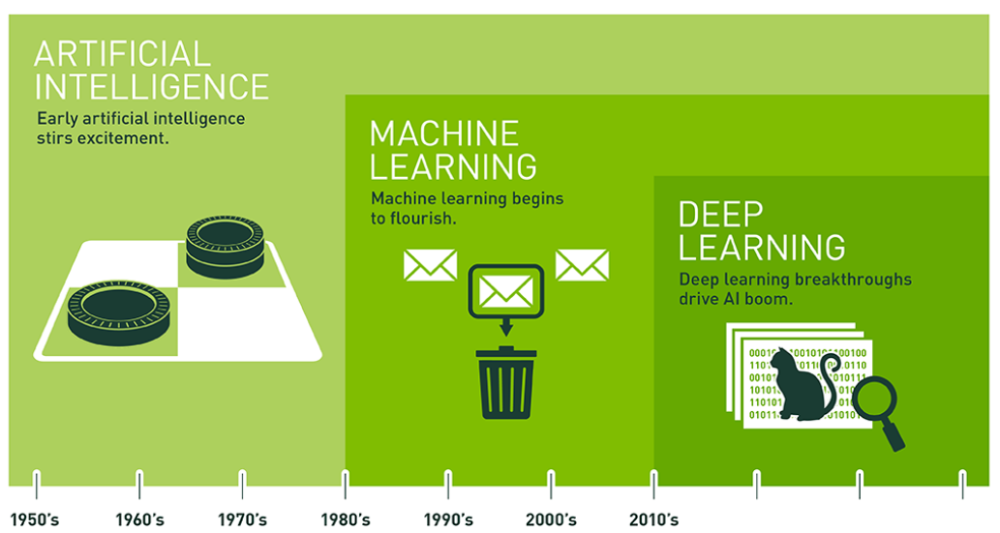 ARTIFICIAL
INTELLIGENCE
Early artificial intelligence
stirs excitement.
MACHINE
LEARNING
Machine learning begins
to flourish.
DEEP
LEARNING
Deep learning breakthroughs
drive AI boom.
1950's
1960's
1970's
1980's
1990's
2000's
2010's